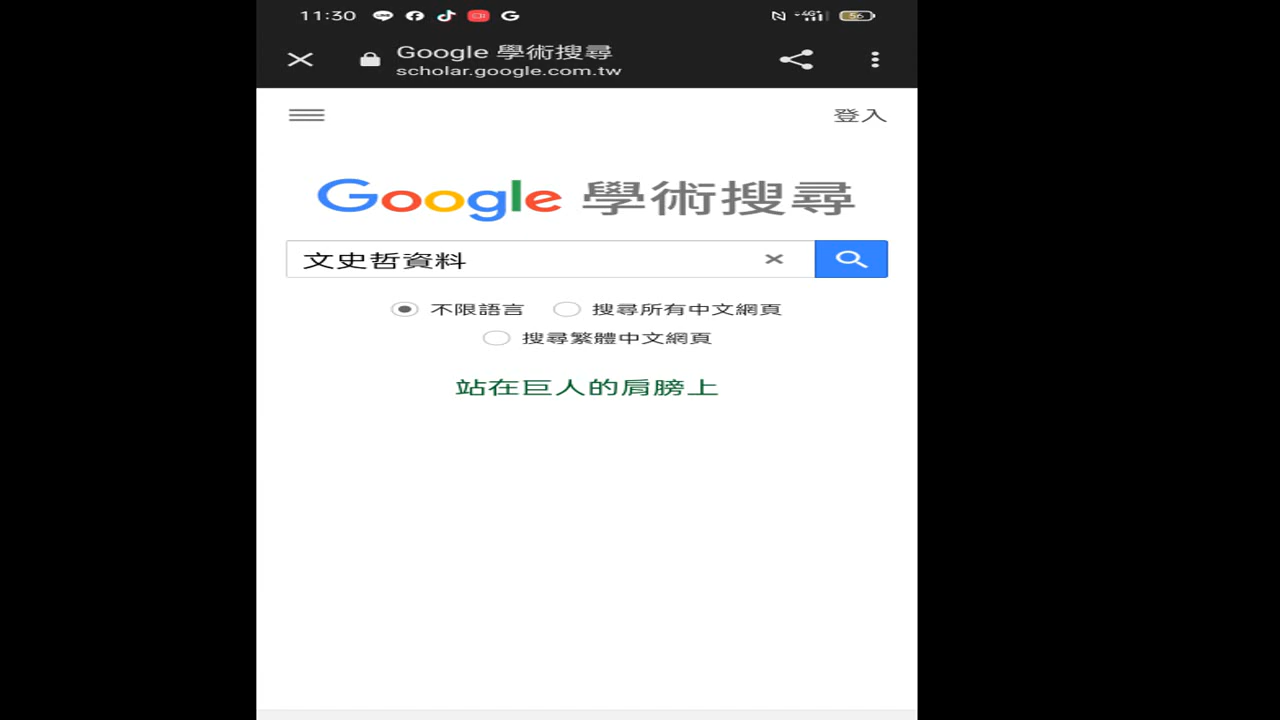 11:30 56
Google 學術搜尋
scholar.google.com.tw
登入
Google 學術搜尋
文史哲資料
不限語言 搜尋所有中文網頁
搜尋繁體中文網頁
站在巨人的肩膀上